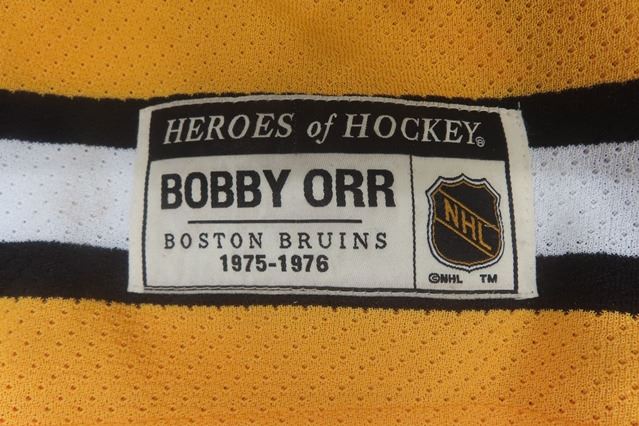 HEROES of HOCKEY®
BOBBY ORR
BOSTON BRUINS
1975-1976
NHL
©NHL TM